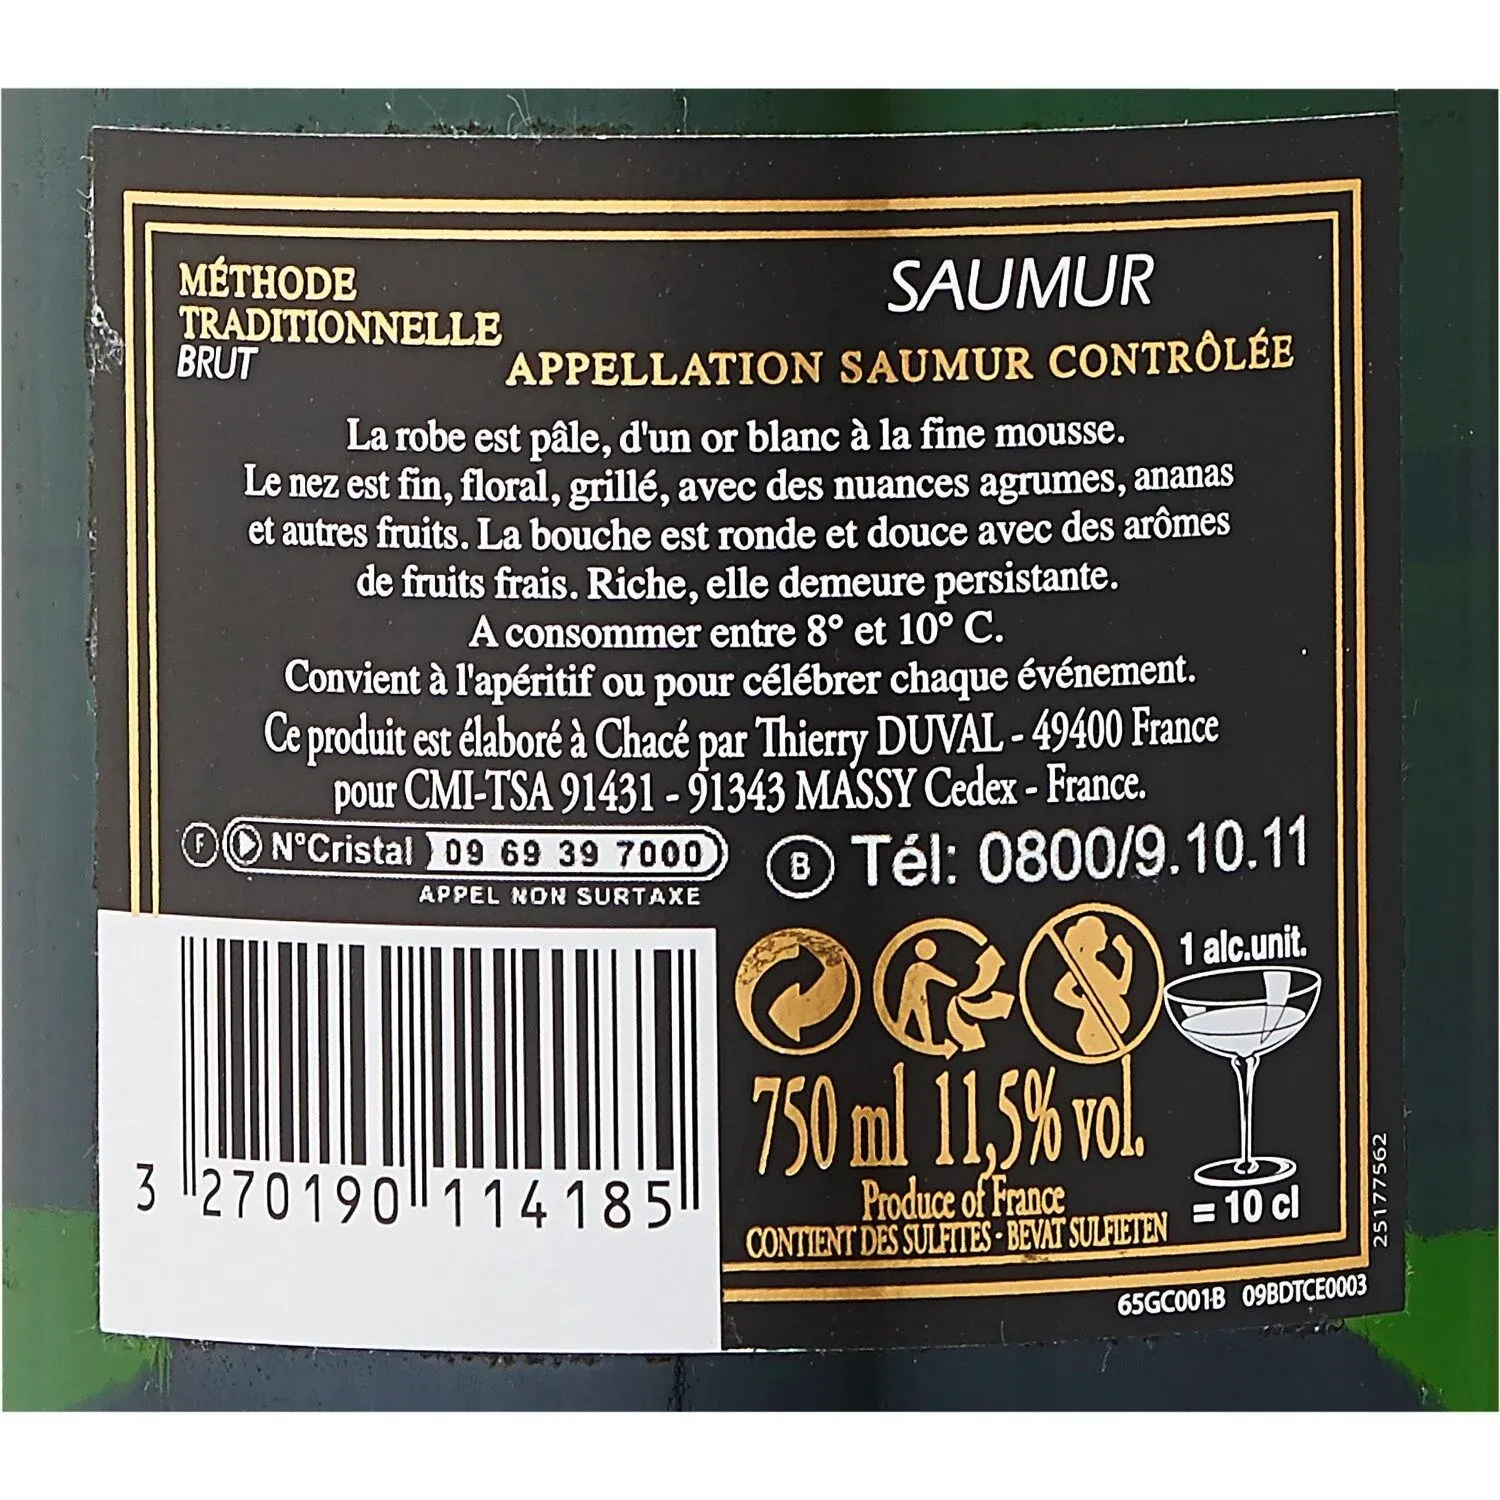 MÉTHODE
TRADITIONNELLE
BRUT
SAUMUR
APPELLATION SAUMUR CONTRÔLÉE
La robe est pâle, d'un or blanc à la fine mousse.
Le nez est fin, floral, grillé, avec des nuances agrumes, ananas
et autres fruits. La bouche est ronde et douce avec des arômes
de fruits frais. Riche, elle demeure persistante.
A consommer entre 8° et 10° C.
Convient à l'apéritif ou pour célébrer chaque événement.
Ce produit est élaboré à Chacé par Thierry DUVAL - 49400 France
pour CMI-TSA 91431 - 91343 MASSY Cedex - France.
F N°Cristal 09 69 39 7000
APPEL NON SURTAXE
B Tél: 0800/9.10.11
1 alc.unit.
= 10 cl
750 ml 11,5% vol.
Produce of France
CONTIENT DES SULFITES - BEVAT SULFIETEN
3 270190 114185
25177562
65GC001B 09BDTCE0003